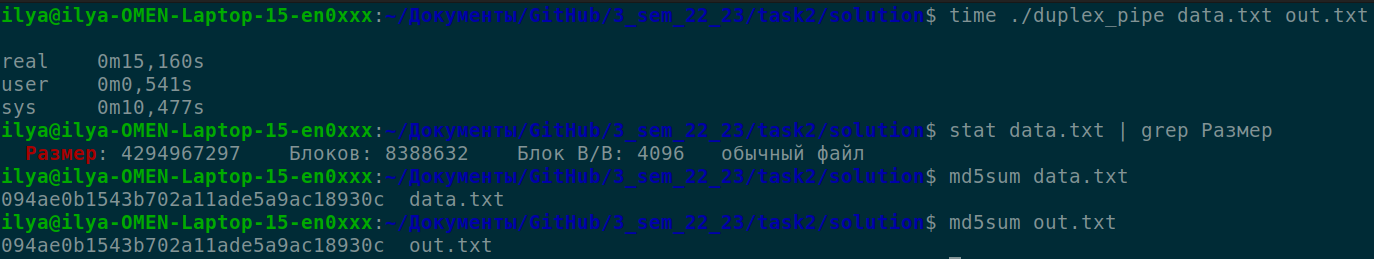 ilya@ilya-OMEN-Laptop-15-en0xxx:~/Документы/GitHub/3_sem_22_23/task2/solution$ time ./duplex_pipe data.txt out.txt
real    0m15,160s
user    0m0,541s
sys     0m10,477s
ilya@ilya-OMEN-Laptop-15-en0xxx:~/Документы/GitHub/3_sem_22_23/task2/solution$ stat data.txt | grep Размер
  Размер: 4294967297    Блоков: 8388632    Блок В/В: 4096   обычный файл
ilya@ilya-OMEN-Laptop-15-en0xxx:~/Документы/GitHub/3_sem_22_23/task2/solution$ md5sum data.txt
094ae0b1543b702a11ade5a9ac18930c  data.txt
ilya@ilya-OMEN-Laptop-15-en0xxx:~/Документы/GitHub/3_sem_22_23/task2/solution$ md5sum out.txt
094ae0b1543b702a11ade5a9ac18930c  out.txt